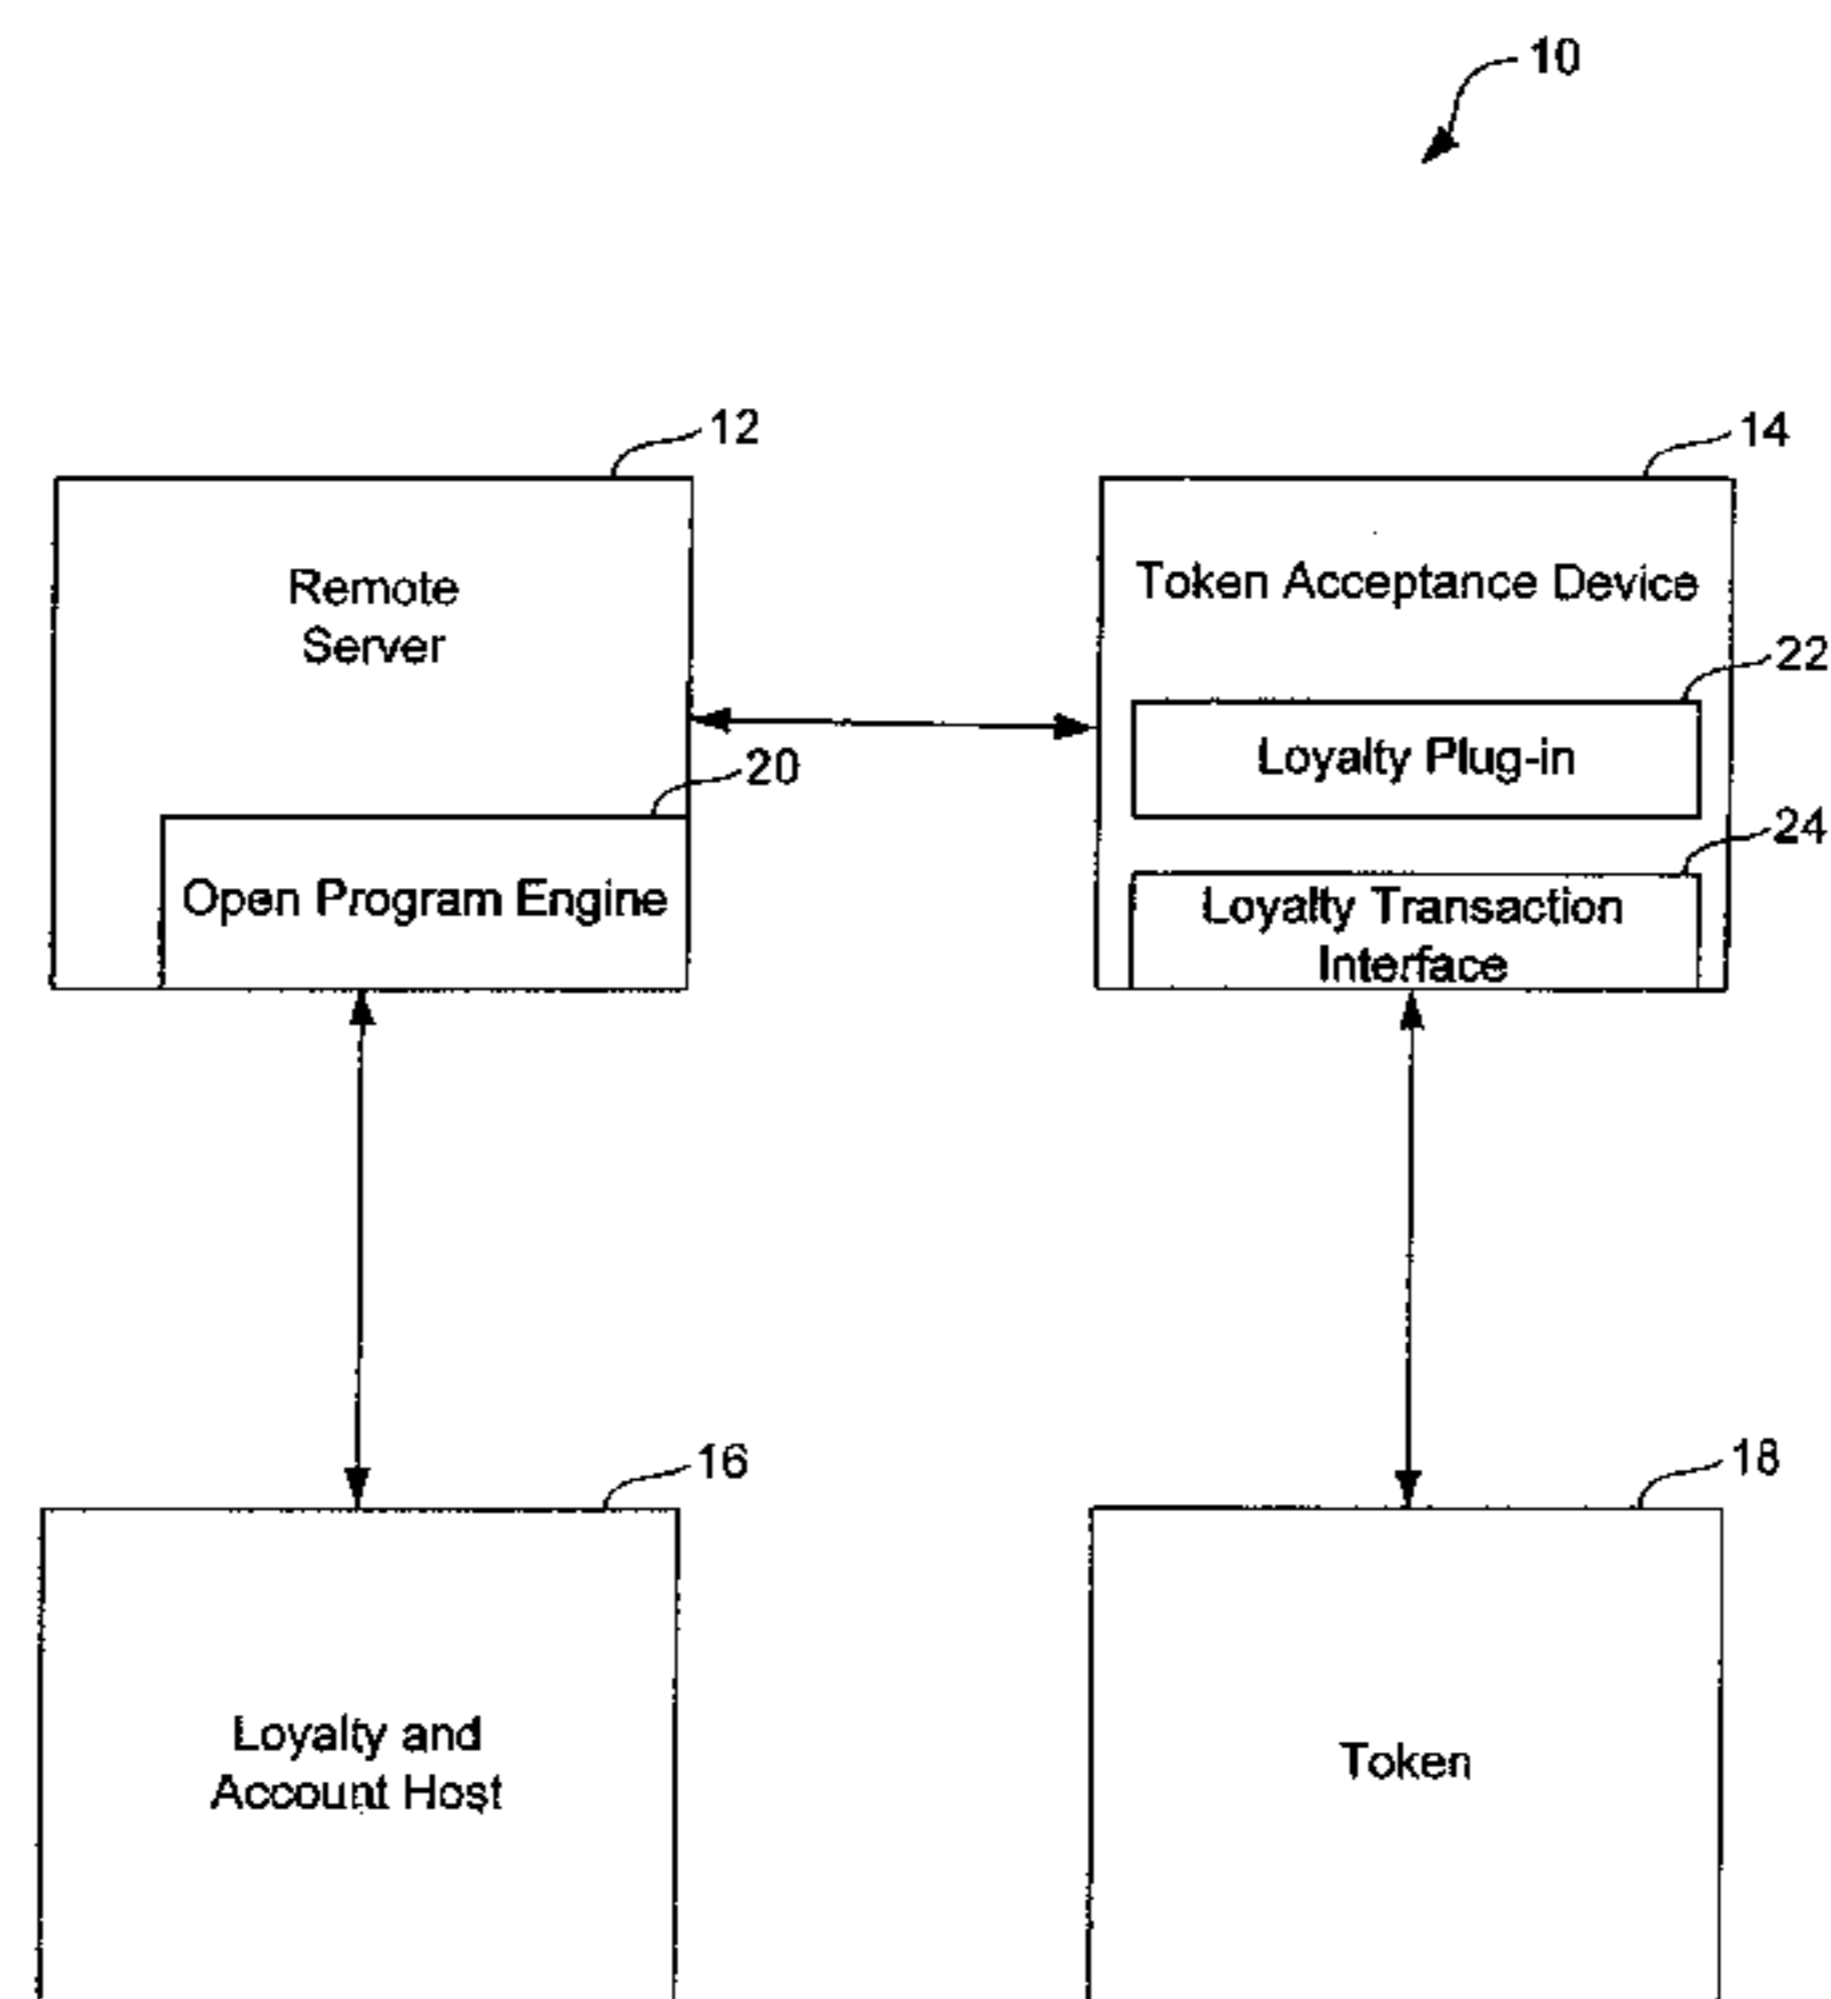 10
12
14
Remote
Server
Token Acceptance Device
22
Loyalty Plug-in
20
24
Open Program Engine
Loyalty Transaction
Interface
16
18
Loyalty and
Account Host
Token